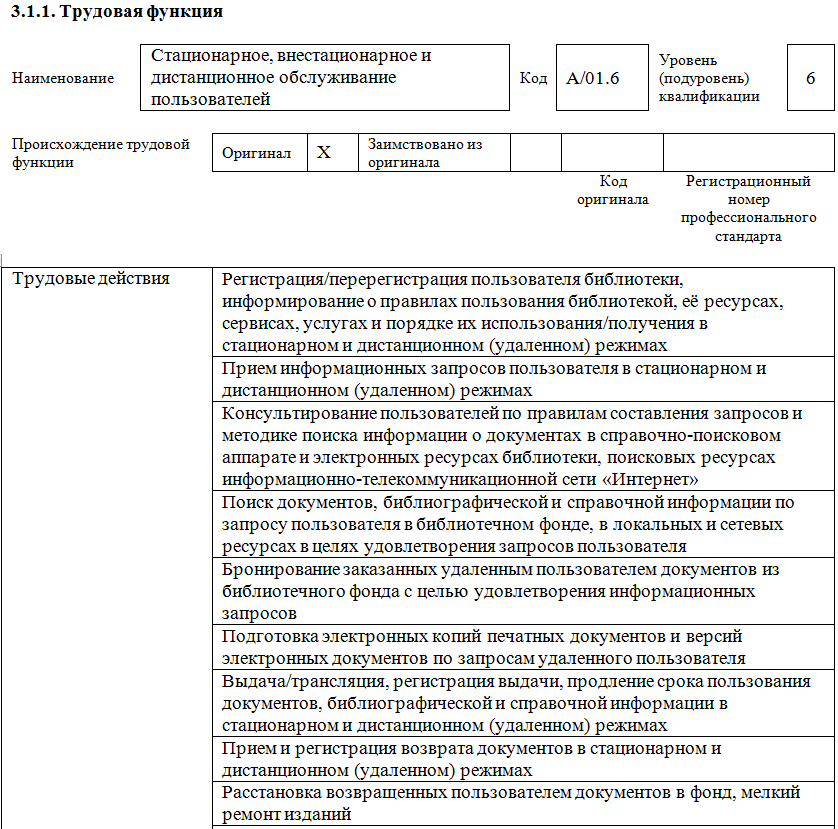 3.1.1. Трудовая функция
Наименование
Стационарное, внестационарное и
дистанционное обслуживание
пользователей
Код
A/01.6
Уровень
(подуровень)
квалификации
6
Происхождение трудовой
функции
Оригинал
X
Заимствовано из
оригинала
Код
оригинала
Регистрационный
номер
профессионального
стандарта
Трудовые действия
Регистрация/перерегистрация пользователя библиотеки,
информирование о правилах пользования библиотекой, её ресурсах,
сервисах, услугах и порядке их использования/получения в
стационарном и дистанционном (удаленном) режимах
Прием информационных запросов пользователя в стационарном и
дистанционном (удаленном) режимах
Консультирование пользователей по правилам составления запросов и
методике поиска информации о документах в справочно-поисковом
аппарате и электронных ресурсах библиотеки, поисковых ресурсах
информационно-телекоммуникационной сети «Интернет»
Поиск документов, библиографической и справочной информации по
запросу пользователя в библиотечном фонде, в локальных и сетевых
ресурсах в целях удовлетворения запросов пользователя
Бронирование заказанных удаленным пользователем документов из
библиотечного фонда с целью удовлетворения информационных
запросов
Подготовка электронных копий печатных документов и версий
электронных документов по запросам удаленного пользователя
Выдача/трансляция, регистрация выдачи, продление срока пользования
документов, библиографической и справочной информации в
стационарном и дистанционном (удаленном) режимах
Прием и регистрация возврата документов в стационарном и
дистанционном (удаленном) режимах
Расстановка возвращенных пользователем документов в фонд, мелкий
ремонт изданий